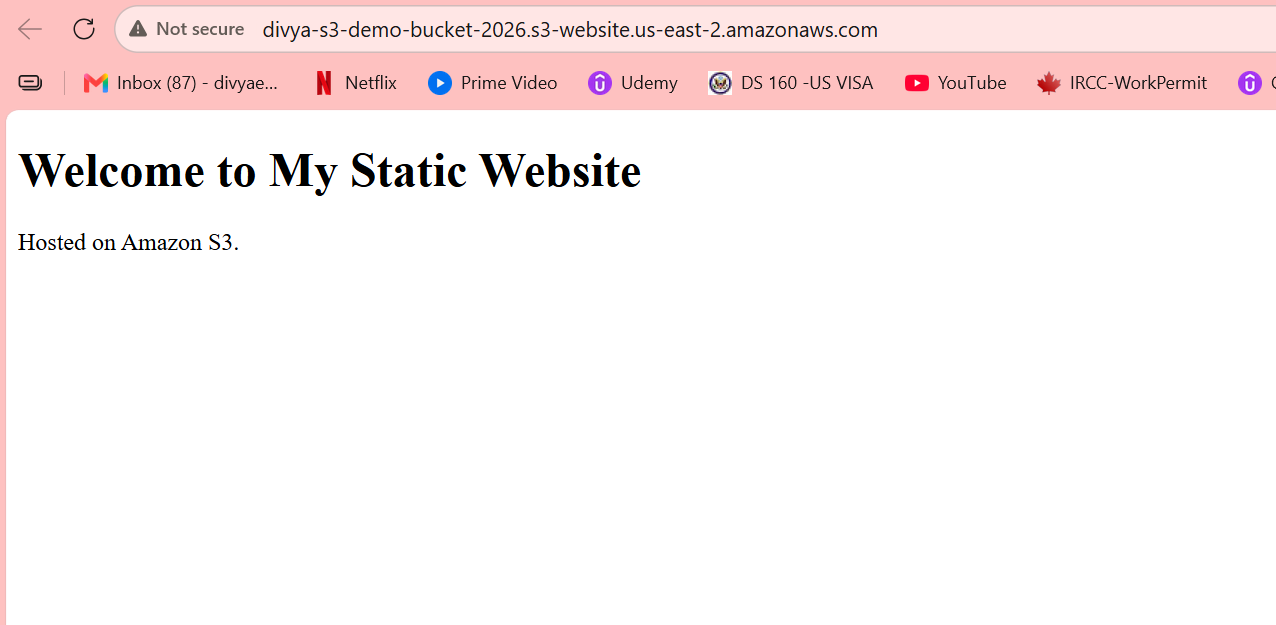 Not secure divya-s3-demo-bucket-2026.s3-website.us-east-2.amazonaws.com
Inbox (87) - divyae... Netflix Prime Video Udemy DS 160 -US VISA YouTube IRCC-WorkPermit
Welcome to My Static Website
Hosted on Amazon S3.